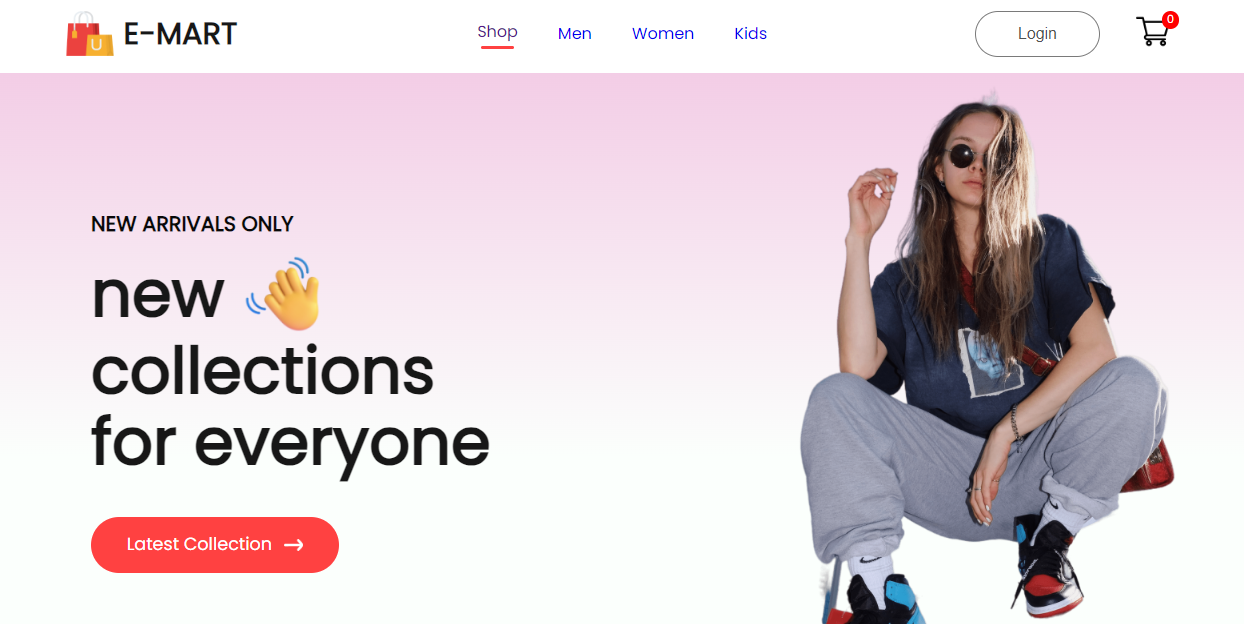 U
E-MART
Shop
Men
Women
Kids
Login
0
NEW ARRIVALS ONLY
new 👋
collections
for everyone
Latest Collection →